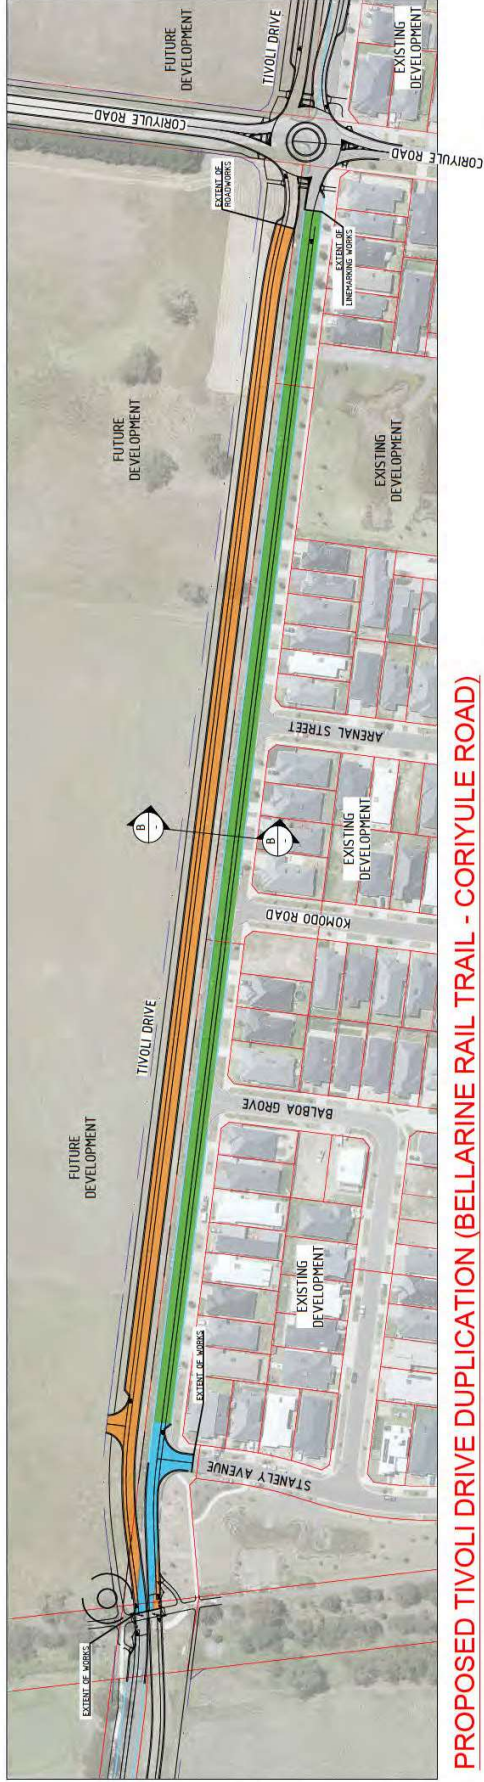 FUTURE
DEVELOPMENT
TIVOLI DRIVE
EXISTING
DEVELOPMENT
CORIYULE ROAD
CORIYULE ROAD
EXTENT OF
ROADWORKS
EXTENT OF
LINEMARKING WORKS
FUTURE
DEVELOPMENT
EXISTING
DEVELOPMENT
ARENAL STREET
B
-
B
-
EXISTING
DEVELOPMENT
KOMODO ROAD
TIVOLI DRIVE
BALBOA GROVE
FUTURE
DEVELOPMENT
EXISTING
DEVELOPMENT
EXTENT OF WORKS
STANELY AVENUE
EXTENT OF WORKS
PROPOSED TIVOLI DRIVE DUPLICATION (BELLARINE RAIL TRAIL - CORIYULE ROAD)